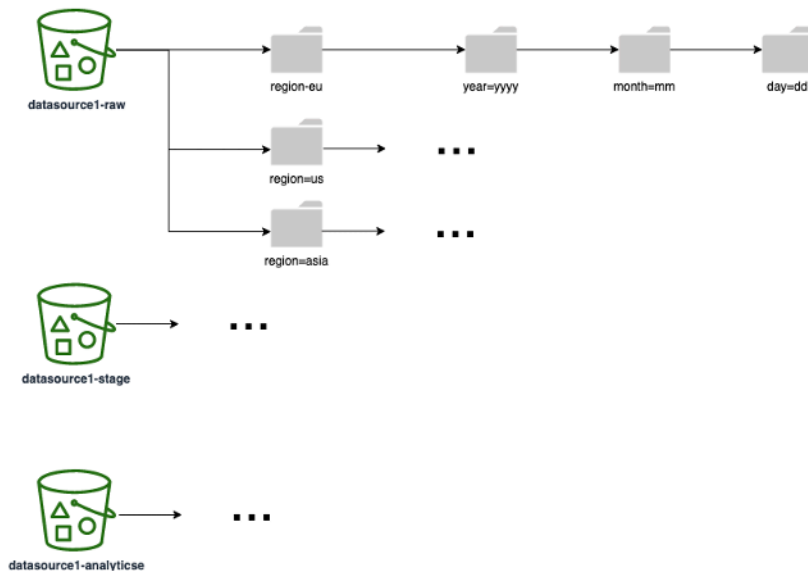 datasource1-raw
region-eu
year=yyyy
month=mm
day=dd
...
region=us
...
region=asia
...
datasource1-stage
...
datasource1-analyticse